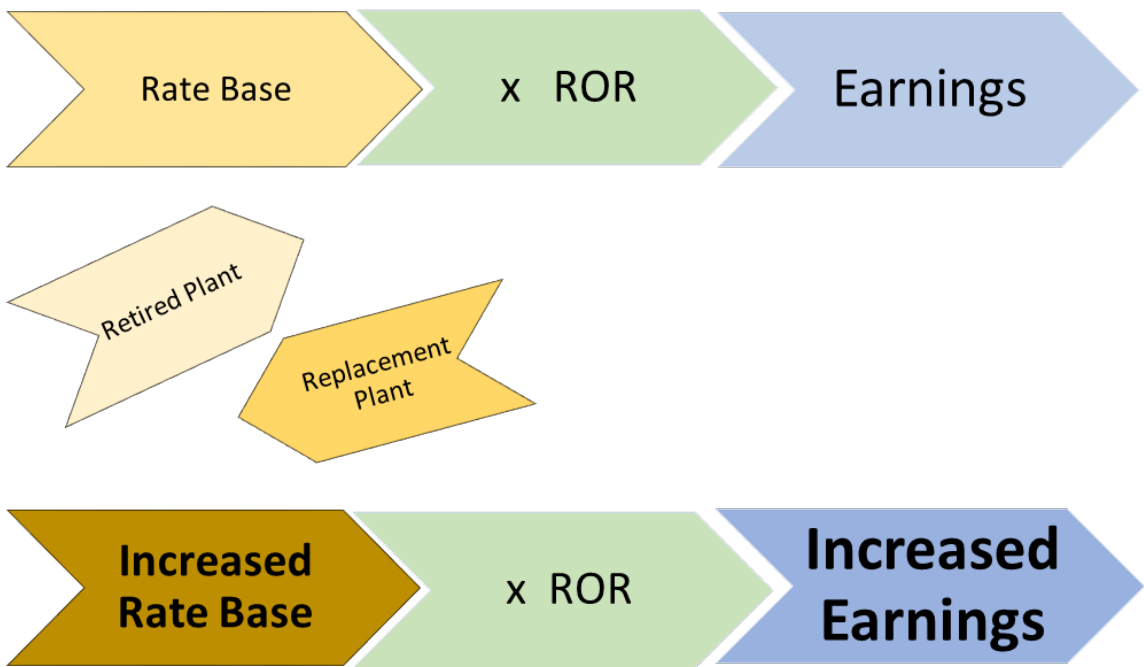 Rate Base
x ROR
Earnings
Retired Plant
Replacement
Plant
Increased
Rate Base
x ROR
Increased
Earnings